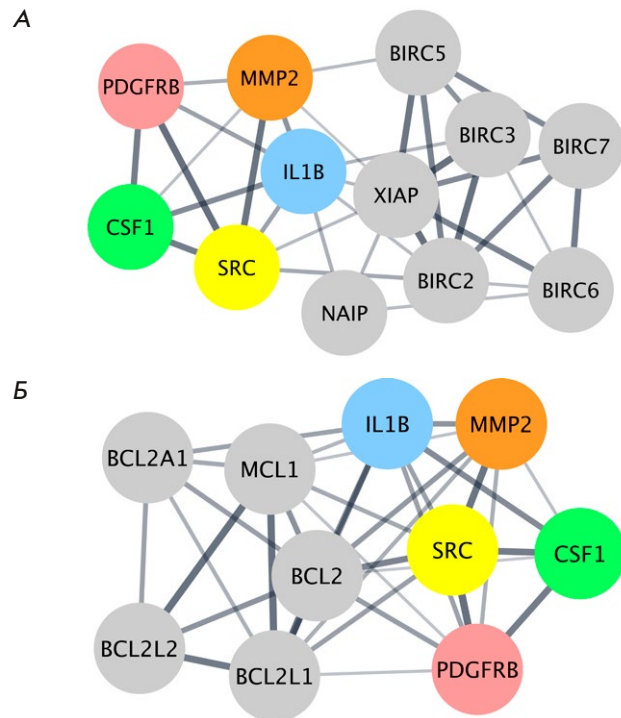 А
BIRC5
PDGFRB
MMP2
BIRC3
BIRC7
IL1B
XIAP
CSF1
SRC
BIRC2
BIRC6
NAIP
Б
IL1B
MMP2
BCL2A1
MCL1
SRC
CSF1
BCL2
BCL2L2
BCL2L1
PDGFRB